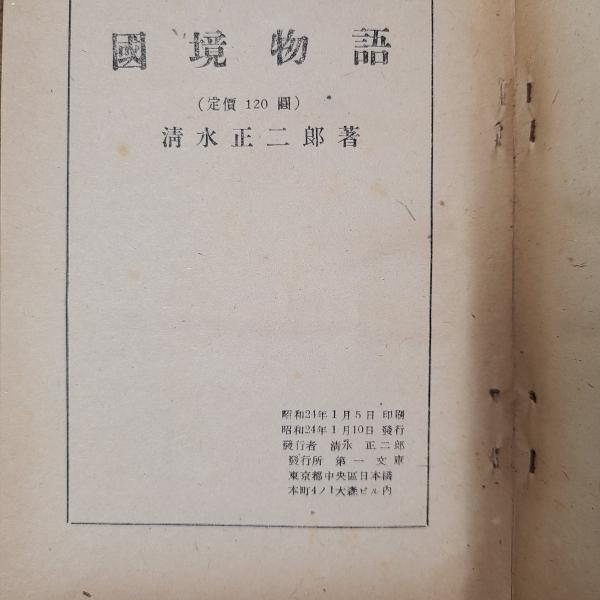 國境物語
(定價 120 圓)
淸水正二郎著
昭和24年1月5日 印刷
昭和24年1月10日 發行
發行者 淸水 正二郎
發行所 第一文庫
東京都中央區日本橋
本町4ノ1大森ビル內